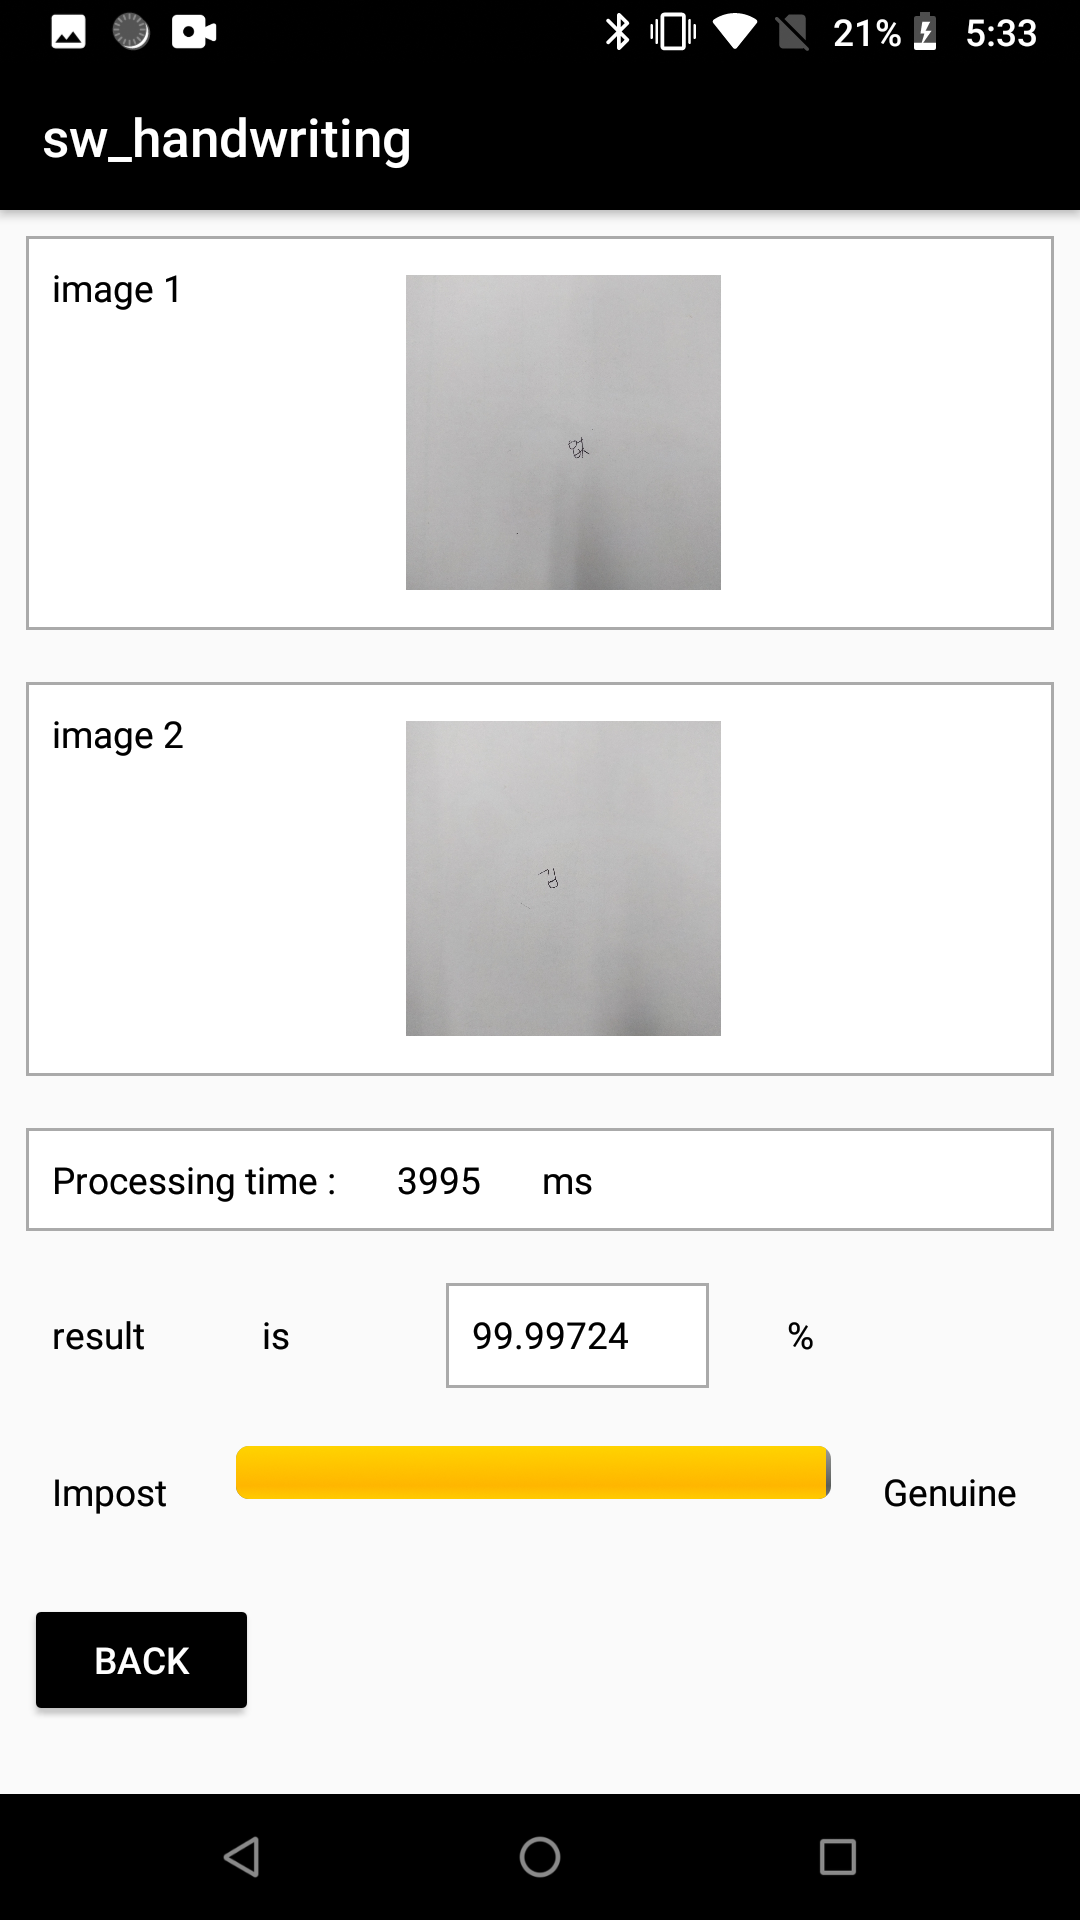 21% 5:33
sw_handwriting
image 1
image 2
Processing time : 3995 ms
result is 99.99724 %
Impost Genuine
BACK